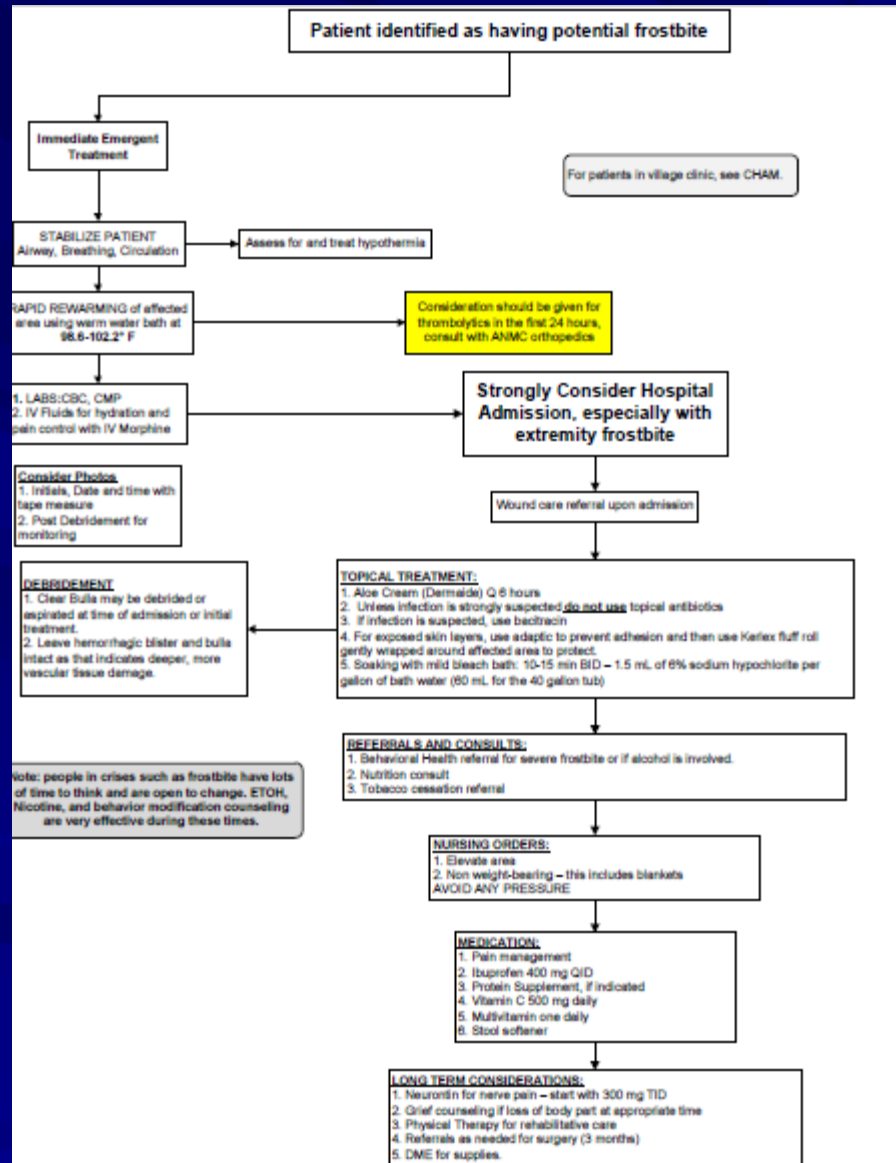 Patient identified as having potential frostbite
Immediate Emergent
Treatment
For patients in village clinic, see CHAM.
STABILIZE PATIENT
Airway, Breathing, Circulation
Assess for and treat hypothermia
RAPID REWARMING of affected
area using warm water bath at
98.6-102.2° F
Consideration should be given for
thrombolytics in the first 24 hours,
consult with ANMC orthopedics
1. LABS:CBC, CMP
2. IV Fluids for hydration and
pain control with IV Morphine
Strongly Consider Hospital
Admission, especially with
extremity frostbite
Consider Photos
1. Initials, Date and time with
tape measure
2. Post Debridement for
monitoring
Wound care referral upon admission
DEBRIDEMENT
1. Clear Bulla may be debrided or
aspirated at time of admission or initial
treatment.
2. Leave hemorrhagic blister and bulla
intact as that indicates deeper, more
vascular tissue damage.
TOPICAL TREATMENT:
1. Aloe Cream (Dermaide) Q 6 hours
2. Unless infection is strongly suspected do not use topical antibiotics
3. If infection is suspected, use bacitracin
4. For exposed skin layers, use adaptic to prevent adhesion and then use Kerlex fluff roll
gently wrapped around affected area to protect.
5. Soaking with mild bleach bath: 10-15 min BID – 1.5 mL of 6% sodium hypochlorite per
gallon of bath water (60 mL for the 40 gallon tub)
REFERRALS AND CONSULTS:
1. Behavioral Health referral for severe frostbite or if alcohol is involved.
2. Nutrition consult
3. Tobacco cessation referral
Note: people in crises such as frostbite have lots
of time to think and are open to change. ETOH,
Nicotine, and behavior modification counseling
are very effective during these times.
NURSING ORDERS:
1. Elevate area
2. Non weight-bearing – this includes blankets
AVOID ANY PRESSURE
MEDICATION:
1. Pain management
2. Ibuprofen 400 mg QID
3. Protein Supplement, if indicated
4. Vitamin C 500 mg daily
5. Multivitamin one daily
6. Stool softener
LONG TERM CONSIDERATIONS:
1. Neurontin for nerve pain – start with 300 mg TID
2. Grief counseling if loss of body part at appropriate time
3. Physical Therapy for rehabilitative care
4. Referrals as needed for surgery (3 months)
5. DME for supplies.